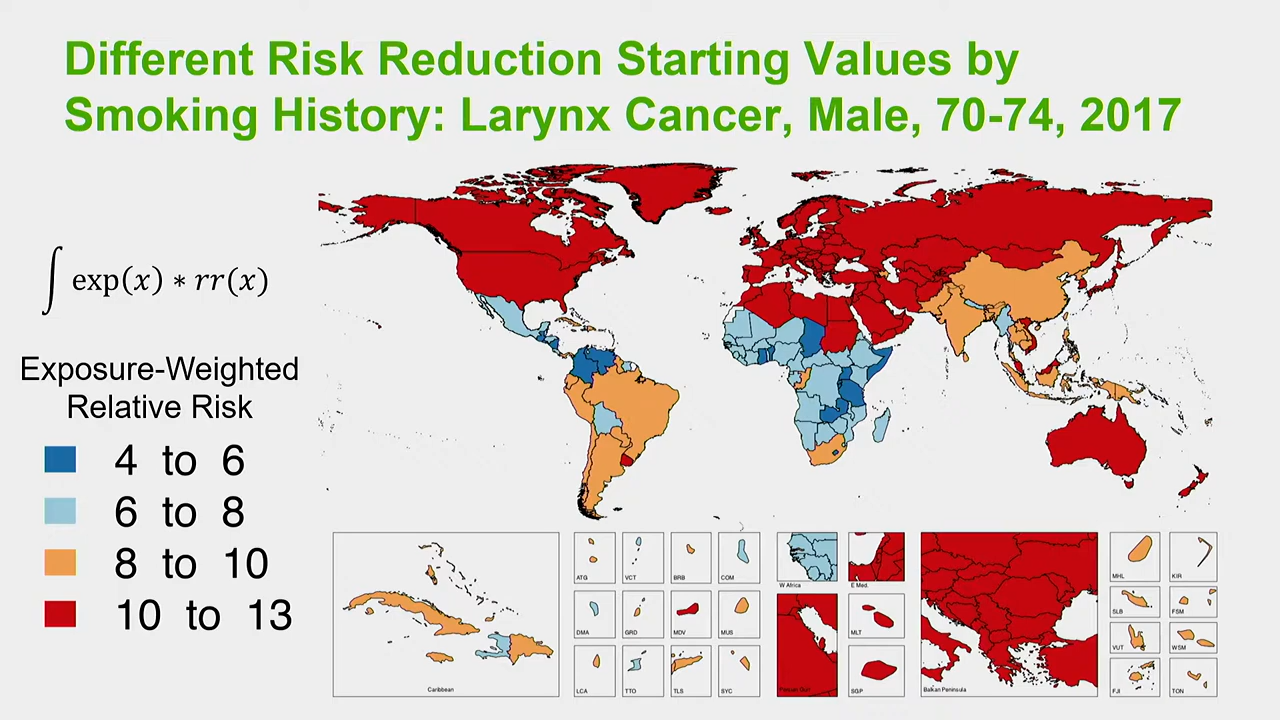 Different Risk Reduction Starting Values by
Smoking History: Larynx Cancer, Male, 70-74, 2017
∫ exp(x) ∗ rr(x)
Exposure-Weighted
Relative Risk
4 to 6
6 to 8
8 to 10
10 to 13
Caribbean
ATG
VCT
BRB
COM
DMA
GRD
MDV
MUS
LCA
TTO
TLS
SYC
W Africa
E Med.
Persian Gulf
MLT
SGP
Balkan Peninsula
MHL
KIR
SLB
FSM
VUT
WSM
FJI
TON